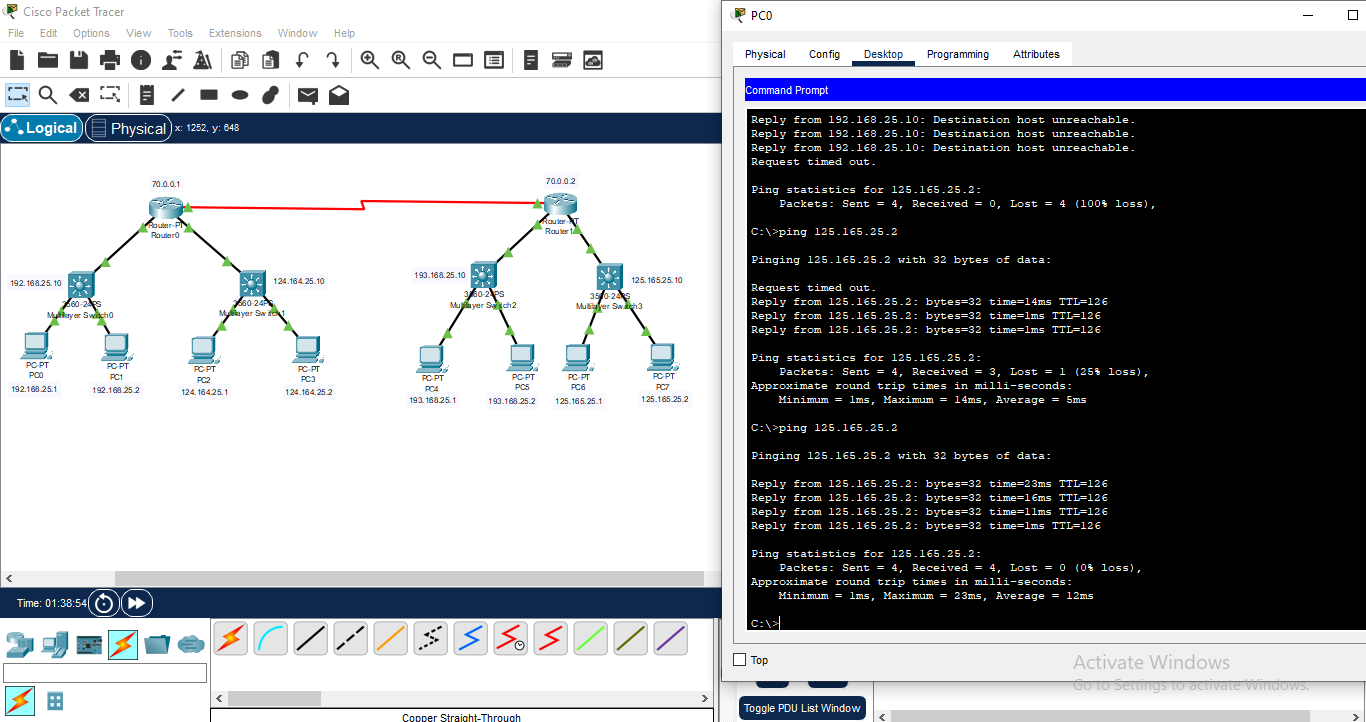 Cisco Packet Tracer
File Edit Options View Tools Extensions Window Help
Logical
Physical
x: 1252, y: 648
70.0.0.1
Router-PT
Router0
70.0.0.2
Router-PT
Router1
192.168.25.10
3560-24PS
Multilayer Switch0
124.164.25.10
3560-24PS
Multilayer Switch1
193.168.25.10
3560-24PS
Multilayer Switch2
125.165.25.10
3560-24PS
Multilayer Switch3
PC-PT
PC0
192.168.25.1
PC-PT
PC1
192.168.25.2
PC-PT
PC2
124.164.25.1
PC-PT
PC3
124.164.25.2
PC-PT
PC4
193.168.25.1
PC-PT
PC5
193.168.25.2
PC-PT
PC6
125.165.25.1
PC-PT
PC7
125.165.25.2
Time: 01:38:54
Copper Straight-Through
PC0
Physical Config Desktop Programming Attributes
Command Prompt
Reply from 192.168.25.10: Destination host unreachable.
Reply from 192.168.25.10: Destination host unreachable.
Reply from 192.168.25.10: Destination host unreachable.
Request timed out.
Ping statistics for 125.165.25.2:
Packets: Sent = 4, Received = 0, Lost = 4 (100% loss),
C:\>ping 125.165.25.2
Pinging 125.165.25.2 with 32 bytes of data:
Request timed out.
Reply from 125.165.25.2: bytes=32 time=14ms TTL=126
Reply from 125.165.25.2: bytes=32 time=1ms TTL=126
Reply from 125.165.25.2: bytes=32 time=1ms TTL=126
Ping statistics for 125.165.25.2:
Packets: Sent = 4, Received = 3, Lost = 1 (25% loss),
Approximate round trip times in milli-seconds:
Minimum = 1ms, Maximum = 14ms, Average = 5ms
C:\>ping 125.165.25.2
Pinging 125.165.25.2 with 32 bytes of data:
Reply from 125.165.25.2: bytes=32 time=23ms TTL=126
Reply from 125.165.25.2: bytes=32 time=16ms TTL=126
Reply from 125.165.25.2: bytes=32 time=11ms TTL=126
Reply from 125.165.25.2: bytes=32 time=1ms TTL=126
Ping statistics for 125.165.25.2:
Packets: Sent = 4, Received = 4, Lost = 0 (0% loss),
Approximate round trip times in milli-seconds:
Minimum = 1ms, Maximum = 23ms, Average = 12ms
C:\>
Top
Activate Windows
Go to Settings to activate Windows.
Toggle PDU List Window